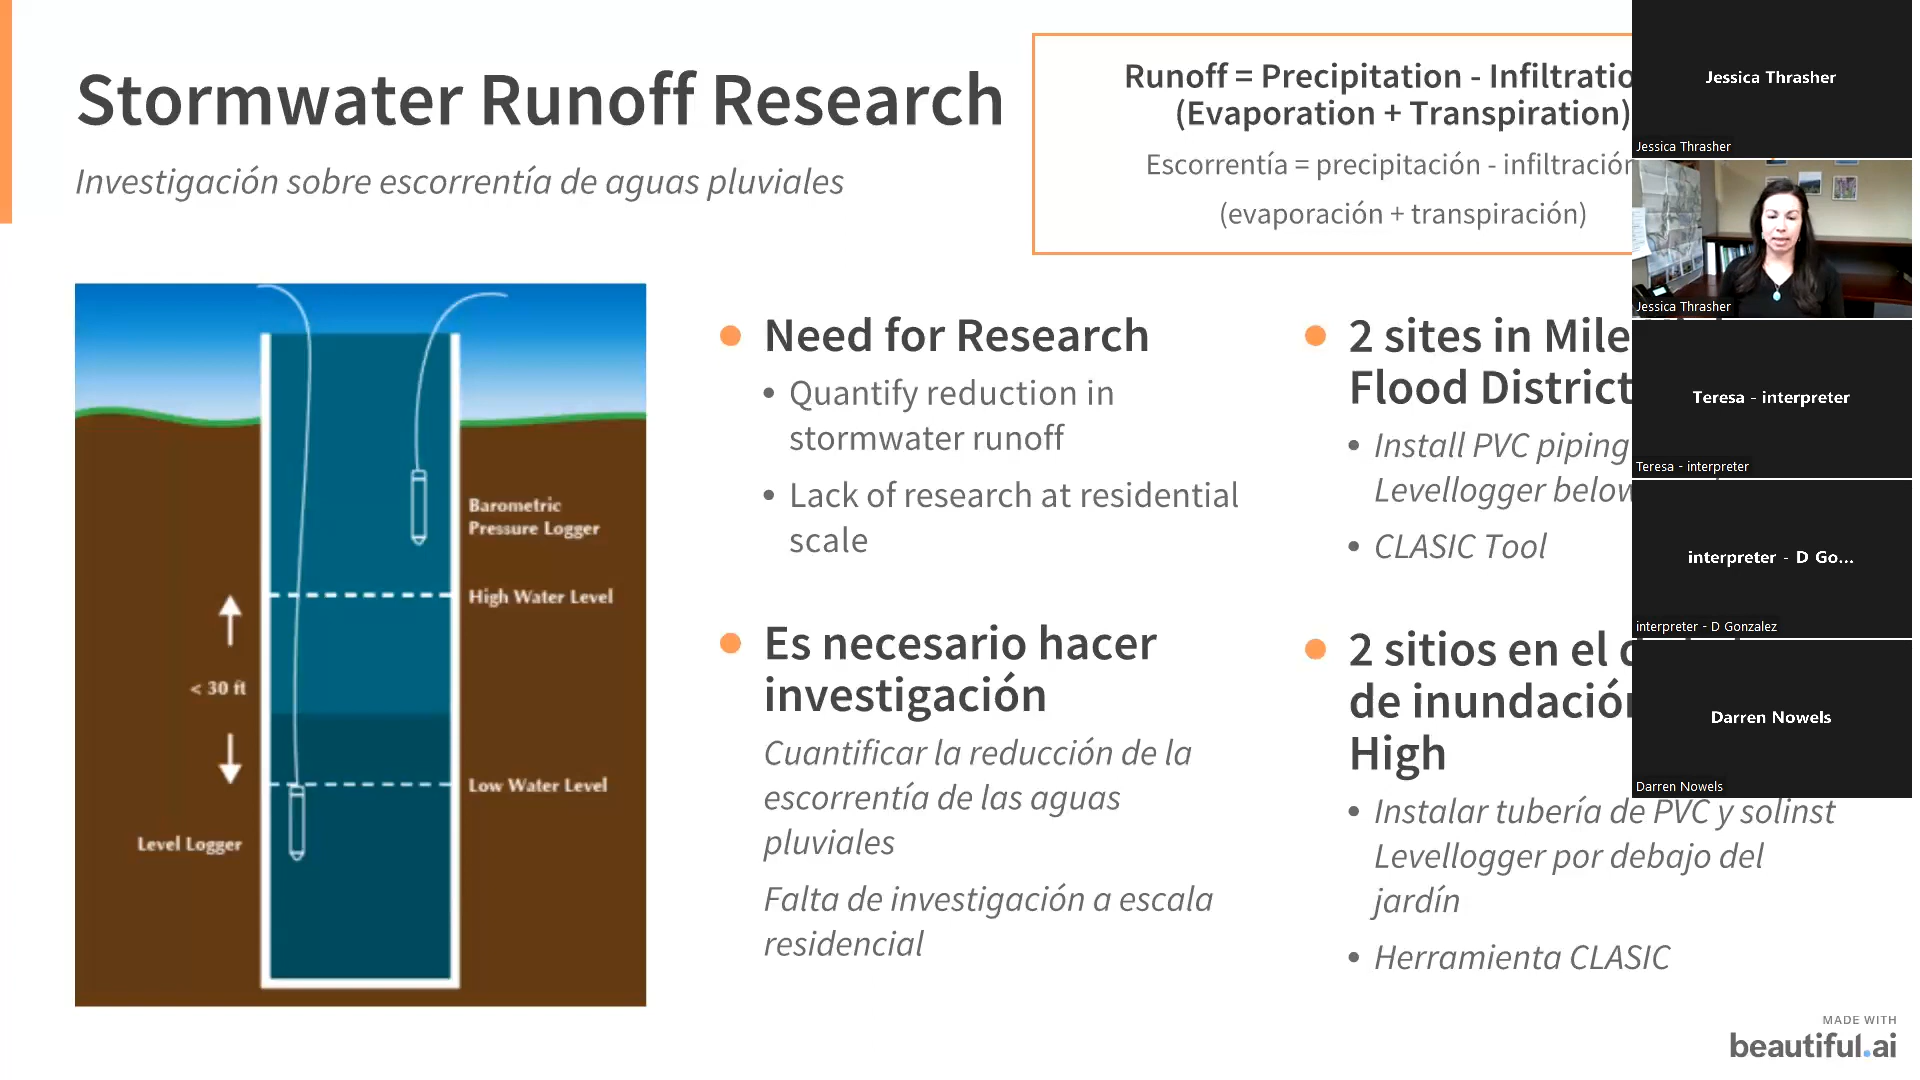 Stormwater Runoff Research
Investigación sobre escorrentía de aguas pluviales
Runoff = Precipitation - Infiltratio
(Evaporation + Transpiration)
Escorrentía = precipitación - infiltración
(evaporación + transpiración)
Barometric
Pressure Logger
High Water Level
< 30 ft
Low Water Level
Level Logger
Need for Research
• Quantify reduction in
stormwater runoff
• Lack of research at residential
scale
Es necesario hacer
investigación
Cuantificar la reducción de la
escorrentía de las aguas
pluviales
Falta de investigación a escala
residencial
2 sites in Mile
Flood District
• Install PVC piping
Levellogger below
• CLASIC Tool
2 sitios en el
de inundación
High
• Instalar tubería de PVC y solinst
Levellogger por debajo del
jardín
• Herramienta CLASIC
Jessica Thrasher
Jessica Thrasher
Jessica Thrasher
Teresa - interpreter
Teresa - interpreter
interpreter - D Go...
interpreter - D Gonzalez
Darren Nowels
Darren Nowels
MADE WITH
beautiful.ai